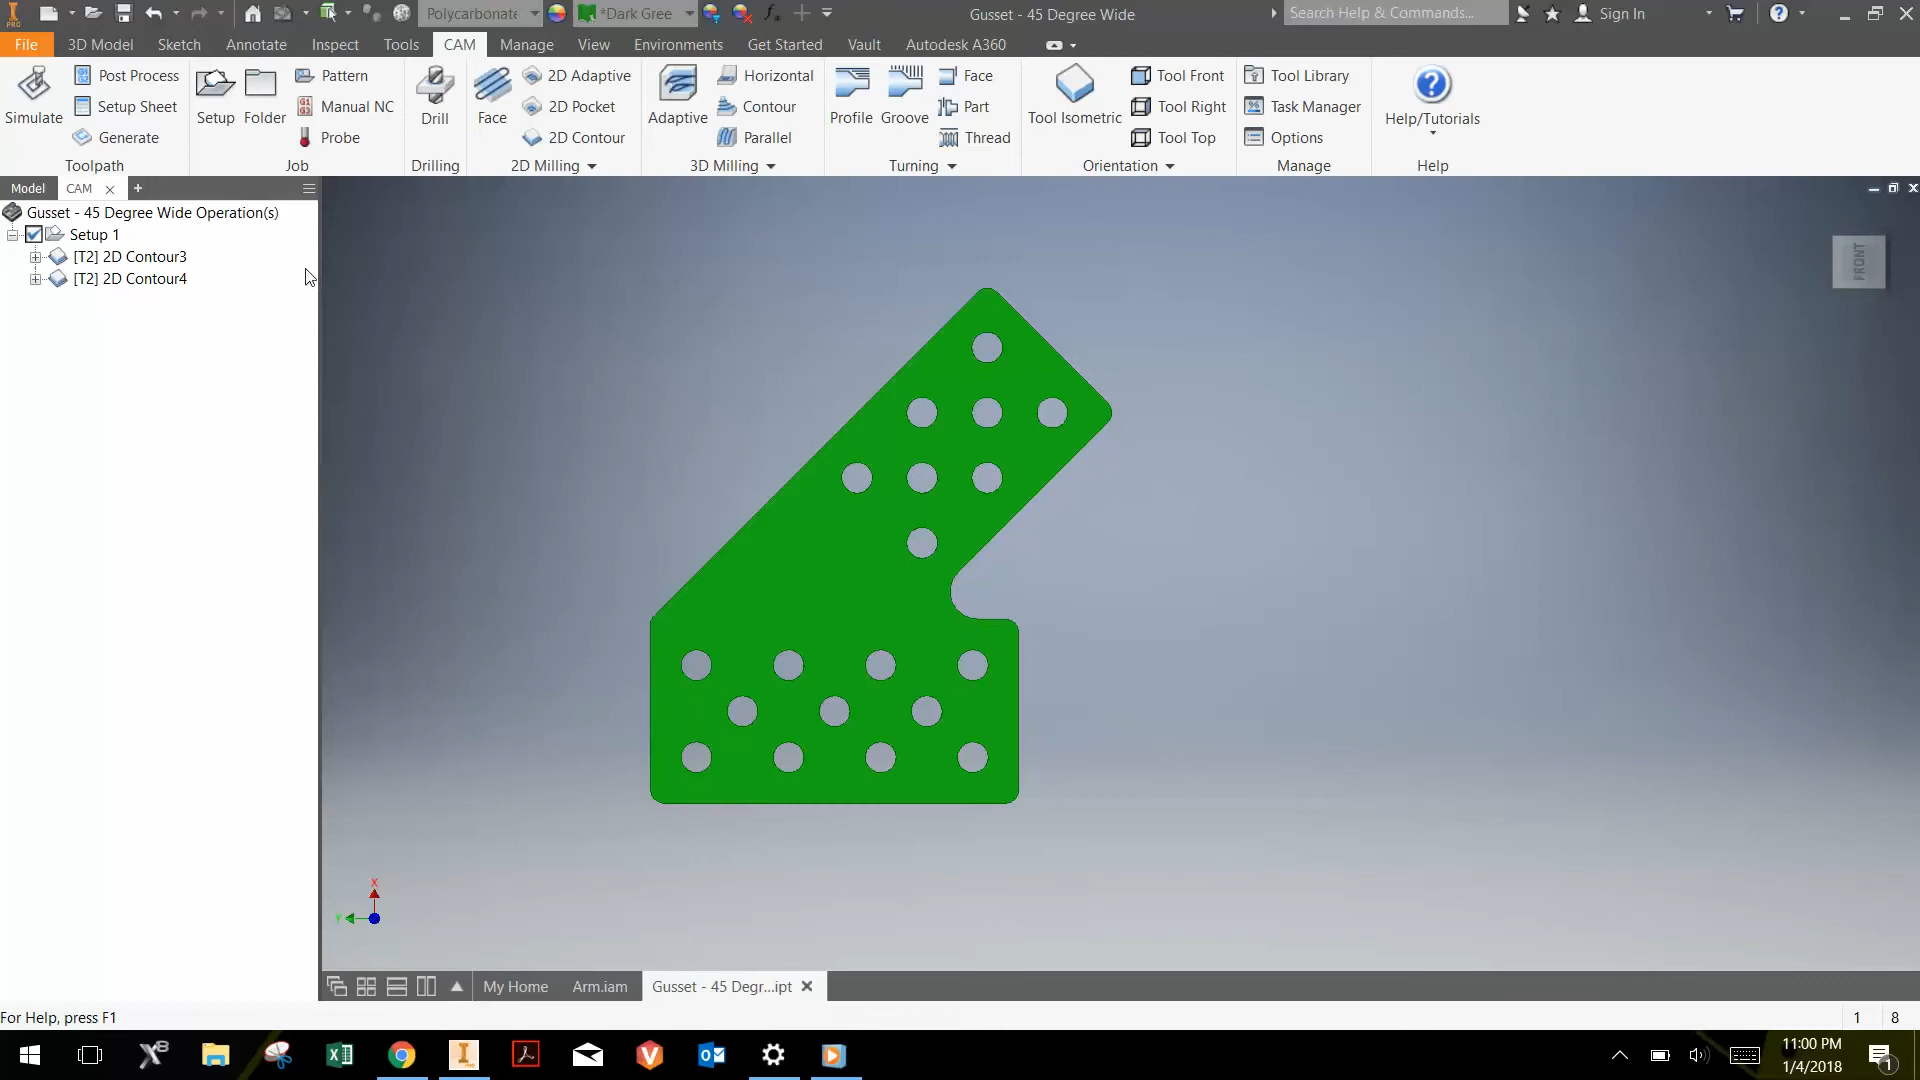 Polycarbonate
*Dark Gree
Gusset - 45 Degree Wide
Search Help & Commands...
Sign In
File
3D Model
Sketch
Annotate
Inspect
Tools
CAM
Manage
View
Environments
Get Started
Vault
Autodesk A360
Simulate
Post Process
Setup Sheet
Generate
Toolpath
Setup
Folder
Pattern
Manual NC
Probe
Job
Drill
Drilling
Face
2D Adaptive
2D Pocket
2D Contour
2D Milling
Adaptive
Horizontal
Contour
Parallel
3D Milling
Profile
Groove
Face
Part
Thread
Turning
Tool Isometric
Tool Front
Tool Right
Tool Top
Orientation
Tool Library
Task Manager
Options
Manage
Help/Tutorials
Help
Model
CAM
Gusset - 45 Degree Wide Operation(s)
Setup 1
[T2] 2D Contour3
[T2] 2D Contour4
FRONT
X
Y
My Home
Arm.iam
Gusset - 45 Degr...ipt
For Help, press F1
1
8
11:00 PM
1/4/2018
1